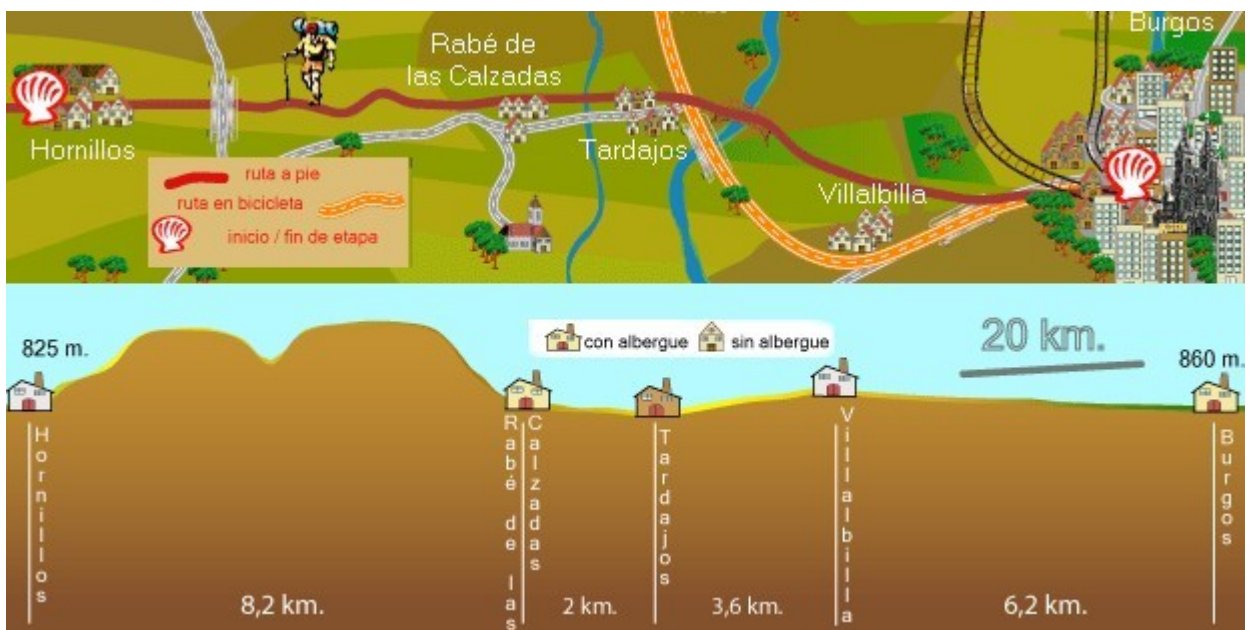 Burgos
Rabé de
las Calzadas
Hornillos
Tardajos
Villalbilla
ruta a pie
ruta en bicicleta
inicio / fin de etapa
825 m.
con albergue
sin albergue
20 km.
860 m.
Hornillos
Rabé de las
Calzadas
Tardajos
Villalbilla
Burgos
8,2 km.
2 km.
3,6 km.
6,2 km.